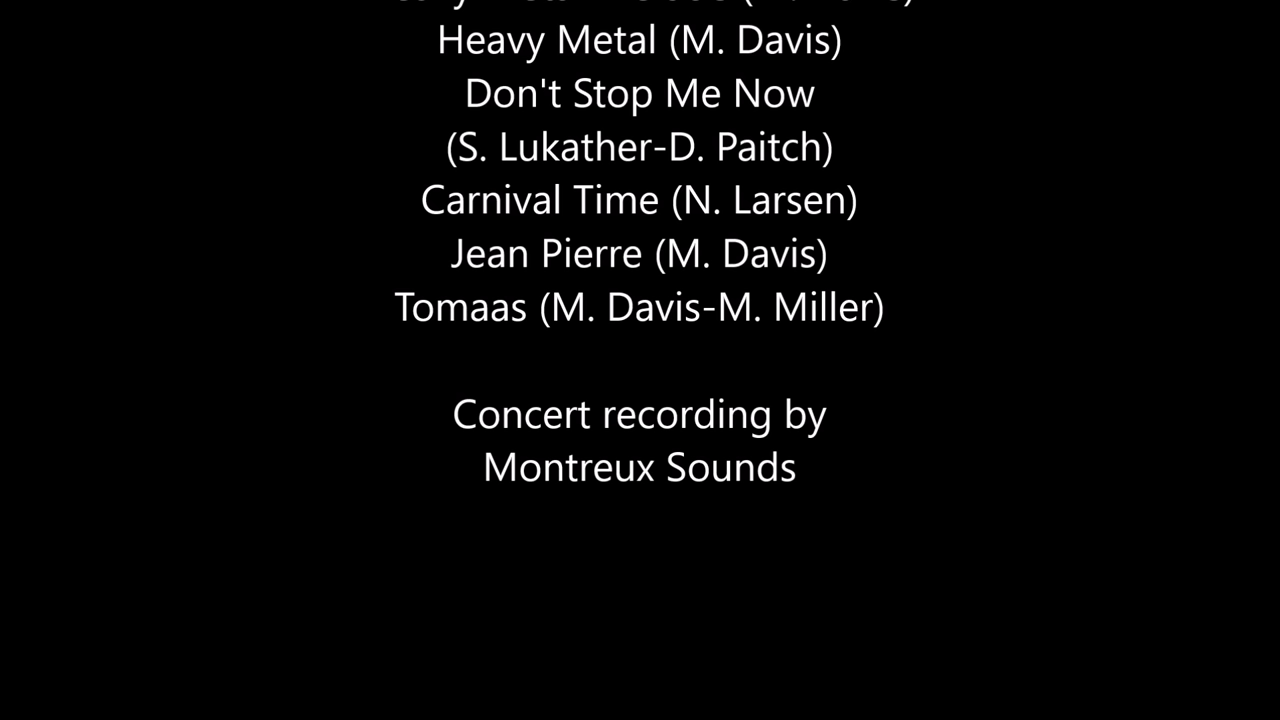 Heavy Metal (M. Davis)
Don't Stop Me Now
(S. Lukather-D. Paitch)
Carnival Time (N. Larsen)
Jean Pierre (M. Davis)
Tomaas (M. Davis-M. Miller)
Concert recording by
Montreux Sounds